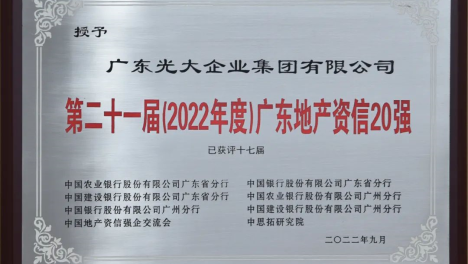 授予
广东光大企业集团有限公司
第二十一届(2022年度)广东地产资信20强
已获评十七届
中国农业银行股份有限公司广东省分行 中国银行股份有限公司广东省分行
中国建设银行股份有限公司广东省分行 中国农业银行股份有限公司广州分行
中国银行股份有限公司广州分行 中国建设银行股份有限公司广州分行
中国地产资信强企交流会 中思拓研究院
二〇二二年九月